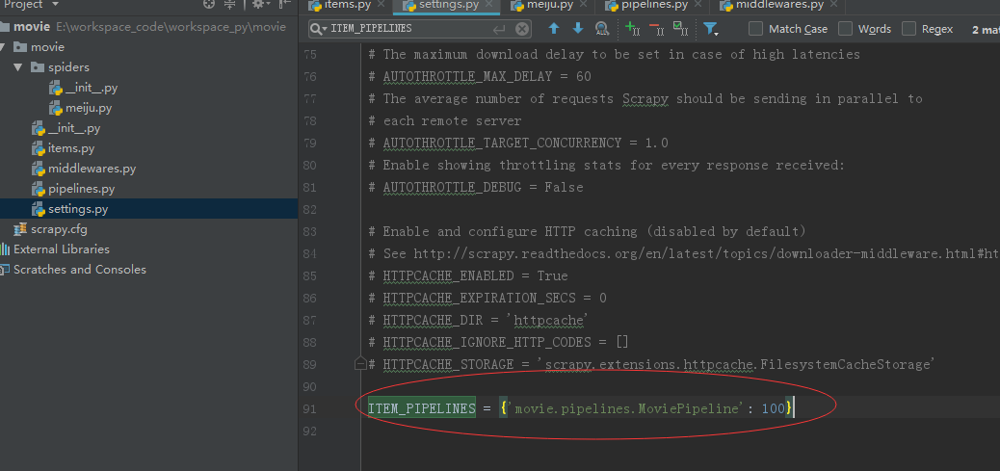 Project
items.py settings.py meiju.py pipelines.py middlewares.py
movie E:\workspace_code\workspace_py\movie
ITEM_PIPELINES Match Case Words Regex 2 mat
movie
spiders
__init__.py
meiju.py
__init__.py
items.py
middlewares.py
pipelines.py
settings.py
scrapy.cfg
External Libraries
Scratches and Consoles
75 # The maximum download delay to be set in case of high latencies
76 # AUTOTHROTTLE_MAX_DELAY = 60
77 # The average number of requests Scrapy should be sending in parallel to
78 # each remote server
79 # AUTOTHROTTLE_TARGET_CONCURRENCY = 1.0
80 # Enable showing throttling stats for every response received:
81 # AUTOTHROTTLE_DEBUG = False
82
83 # Enable and configure HTTP caching (disabled by default)
84 # See http://scrapy.readthedocs.org/en/latest/topics/downloader-middleware.html#ht
85 # HTTPCACHE_ENABLED = True
86 # HTTPCACHE_EXPIRATION_SECS = 0
87 # HTTPCACHE_DIR = 'httpcache'
88 # HTTPCACHE_IGNORE_HTTP_CODES = []
89 # HTTPCACHE_STORAGE = 'scrapy.extensions.httpcache.FilesystemCacheStorage'
90
91 ITEM_PIPELINES = {'movie.pipelines.MoviePipeline': 100}
92